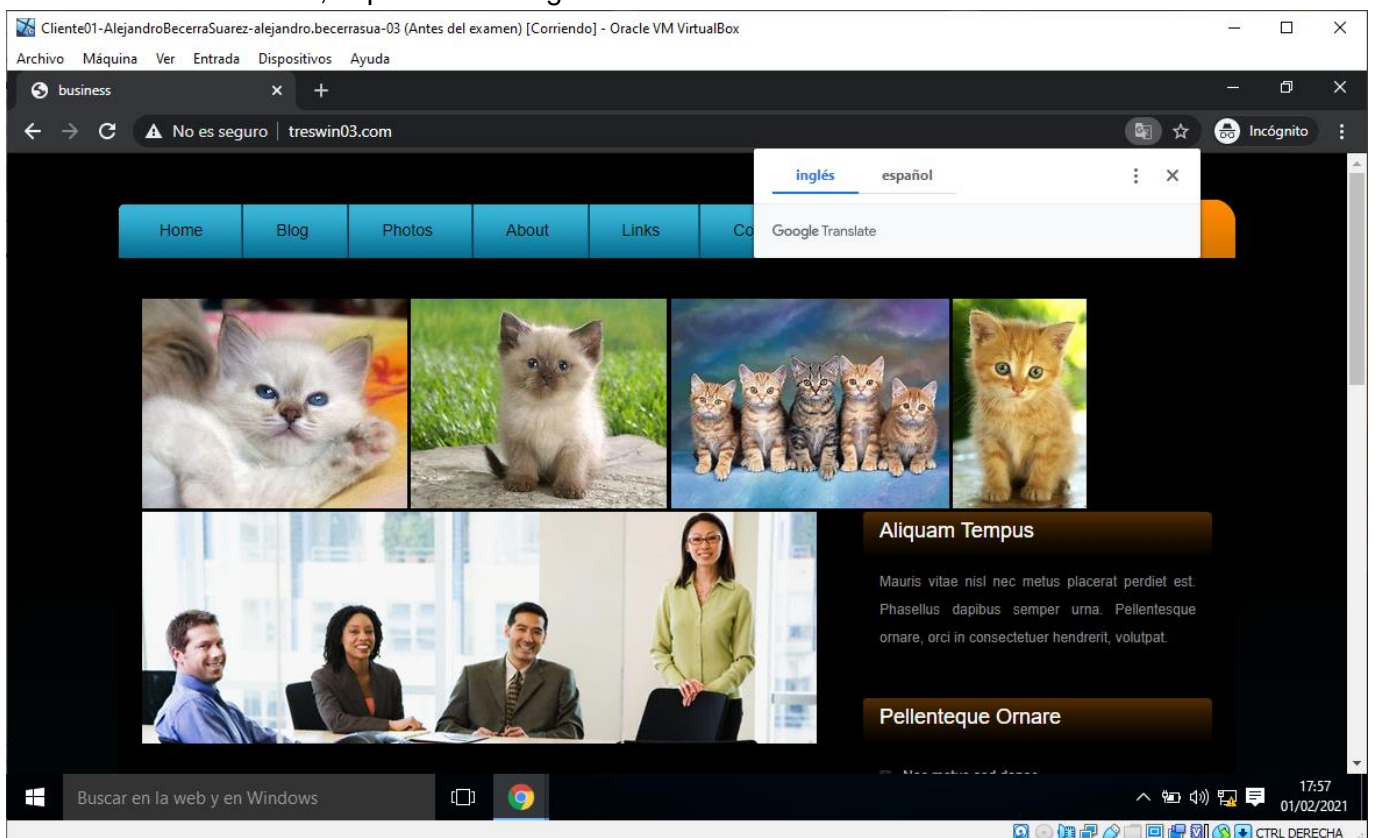 Cliente01-AlejandroBecerraSuarez-alejandro.becerrasua-03 (Antes del examen) [Corriendo] - Oracle VM VirtualBox
Archivo Máquina Ver Entrada Dispositivos Ayuda
business
No es seguro | treswin03.com
Incógnito
inglés español
Google Translate
Home Blog Photos About Links Co
Aliquam Tempus
Mauris vitae nisl nec metus placerat perdiet est.
Phasellus dapibus semper urna. Pellentesque
ornare, orci in consectetuer hendrerit, volutpat.
Pellenteque Ornare
Buscar en la web y en Windows
17:57
01/02/2021
CTRL DERECHA